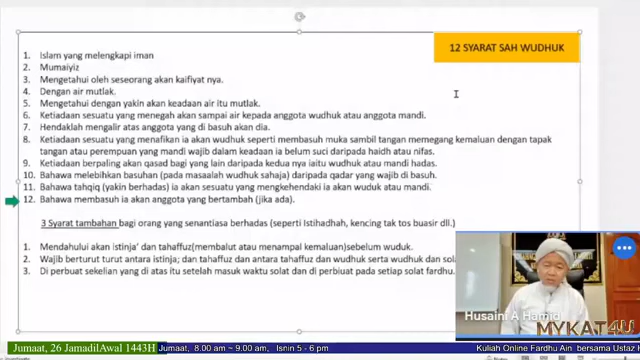 12 SYARAT SAH WUDHUK
1. Islam yang melengkapi iman
2. Mumaiyiz
3. Mengetahui oleh seseorang akan kaifiyat nya.
4. Dengan air mutlak.
5. Mengetahui dengan yakin akan keadaan air itu mutlak.
6. Ketiadaan sesuatu yang menegah akan sampai air kepada anggota wudhuk atau anggota mandi.
7. Hendaklah mengalir atas anggota yang di basuh akan dia.
8. Ketiadaan sesuatu yang menafikan ia akan wudhuk seperti membasuh muka sambil tangan memegang kemaluan dengan tapak
tangan atau perempuan yang mandi wajib dalam keadaan ia belum suci daripada haidh atau nifas.
9. Ketiadaan berpaling akan qasad bagi yang lain daripada kedua nya iaitu wudhuk atau mandi hadas.
10. Bahawa melebihkan basuhan (pada masaalah wudhuk sahaja) daripada qadar yang wajib di basuh.
11. Bahawa tahqiq (yakin berhadas) ia akan sesuatu yang mengkehendaki ia akan wuduk atau mandi.
12. Bahawa membasuh ia akan anggota yang bertambah (jika ada).
3 Syarat tambahan bagi orang yang senantiasa berhadas (seperti Istihadhah, kencing tak tos buasir dll.)
1. Mendahului akan istinja' dan tahaffuz(membalut atau menampal kemaluan)sebelum wuduk.
2. Wajib berturut turut antara istinja; dan tahaffuz dan antara tahaffuz dan wudhuk serta wudhuk dan sola
3. Di perbuat sekelian yang di atas itu setelah masuk waktu solat dan di perbiuat pada setiap solat fardhu.
Husaini A Hamid
MYKAT4U
Jumaat, 26 JamadilAwal 1443H Jumaat, 8.00 am ~ 9.00 am, Isnin 5 - 6 pm Kuliah Online Fardhu Ain bersama Ustaz H